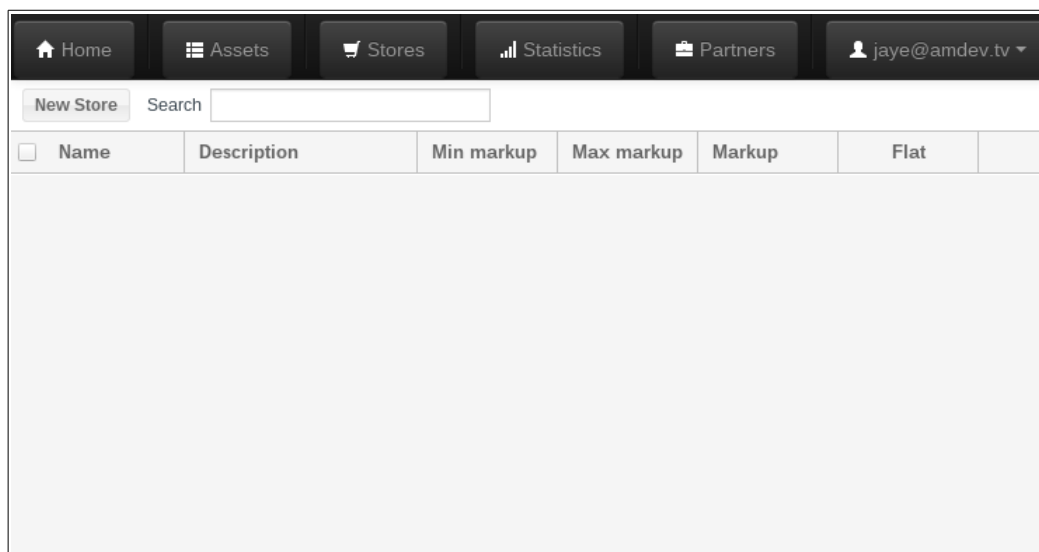 Home Assets Stores Statistics Partners jaye@amdev.tv
New Store Search
Name Description Min markup Max markup Markup Flat